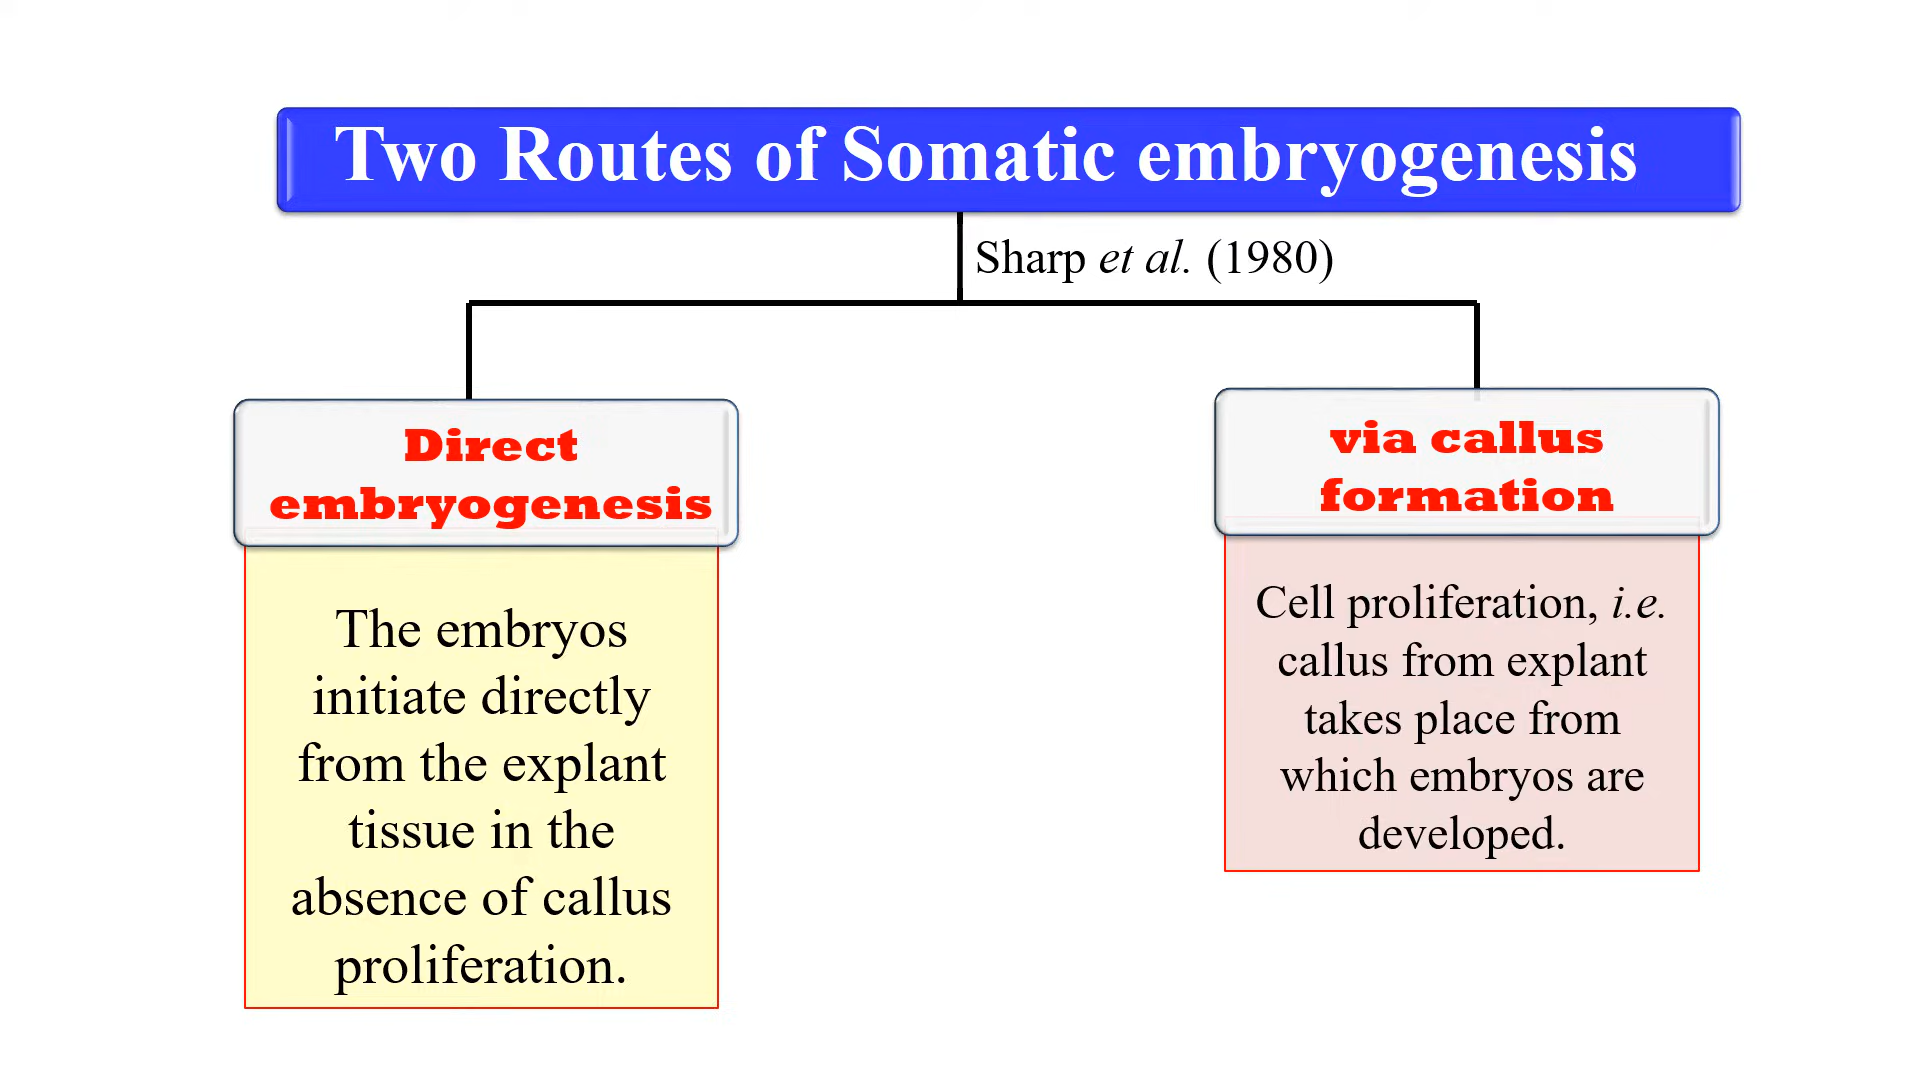 Two Routes of Somatic embryogenesis
Sharp et al. (1980)
Direct
embryogenesis
The embryos
initiate directly
from the explant
tissue in the
absence of callus
proliferation.
via callus
formation
Cell proliferation, i.e.
callus from explant
takes place from
which embryos are
developed.